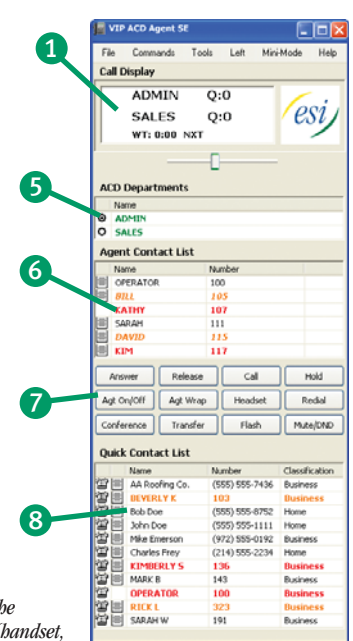 VIP ACD Agent SE
File Commands Tools Left Mini-Mode Help
1
Call Display
ADMIN Q:0
SALES Q:0
WT: 0:00 NXT
esi
ACD Departments
Name
5
ADMIN
SALES
Agent Contact List
Name Number
6
OPERATOR 100
BILL 105
KATHY 107
SARAH 111
DAVID 115
KIM 117
Answer Release Call Hold
7
Agt On/Off Agt Wrap Headset Redial
Conference Transfer Flash Mute/DND
Quick Contact List
Name Number Classification
8
AA Roofing Co. (555) 555-7436 Business
BEVERLY K 103 Business
Bob Doe (555) 555-8752 Home
John Doe (555) 555-1111 Home
Mike Emerson (972) 555-0192 Business
Charles Frey (214) 555-2234 Home
KIMBERLY S 136 Business
MARK B 143 Business
OPERATOR 100 Business
RICK L 323 Business
SARAH W 191 Business
he
handset,